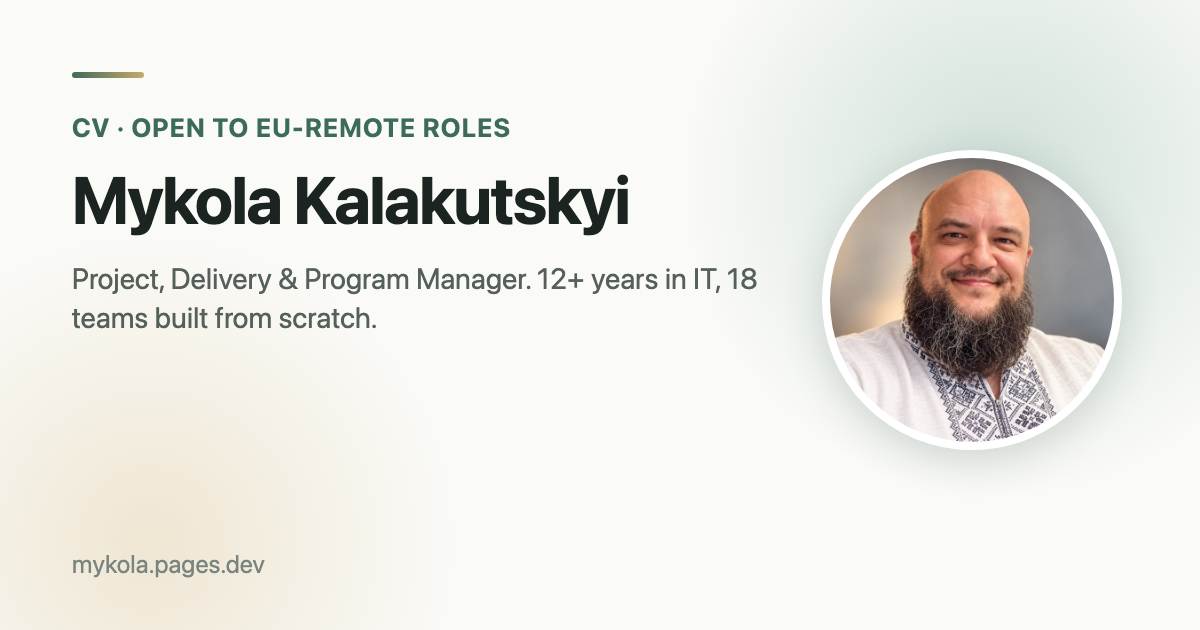 CV · OPEN TO EU-REMOTE ROLES
Mykola Kalakutskyi
Project, Delivery & Program Manager. 12+ years in IT, 18
teams built from scratch.
mykola.pages.dev